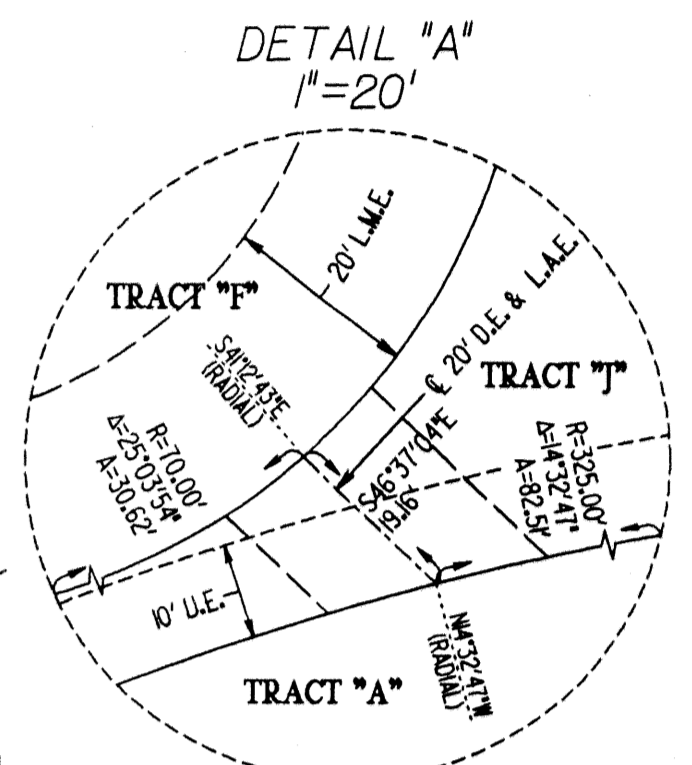 DETAIL "A"
1"=20'
20' L.M.E.
TRACT "F"
℄ 20' D.E. & L.A.E.
S41°12'43"E
(RADIAL)
TRACT "J"
R=70.00'
Δ=25°03'54"
A=30.62'
S46°37'04"E
19.16'
R=325.00'
Δ=14°32'47"
A=82.51'
10' U.E.
TRACT "A"
N14°32'47"W
(RADIAL)